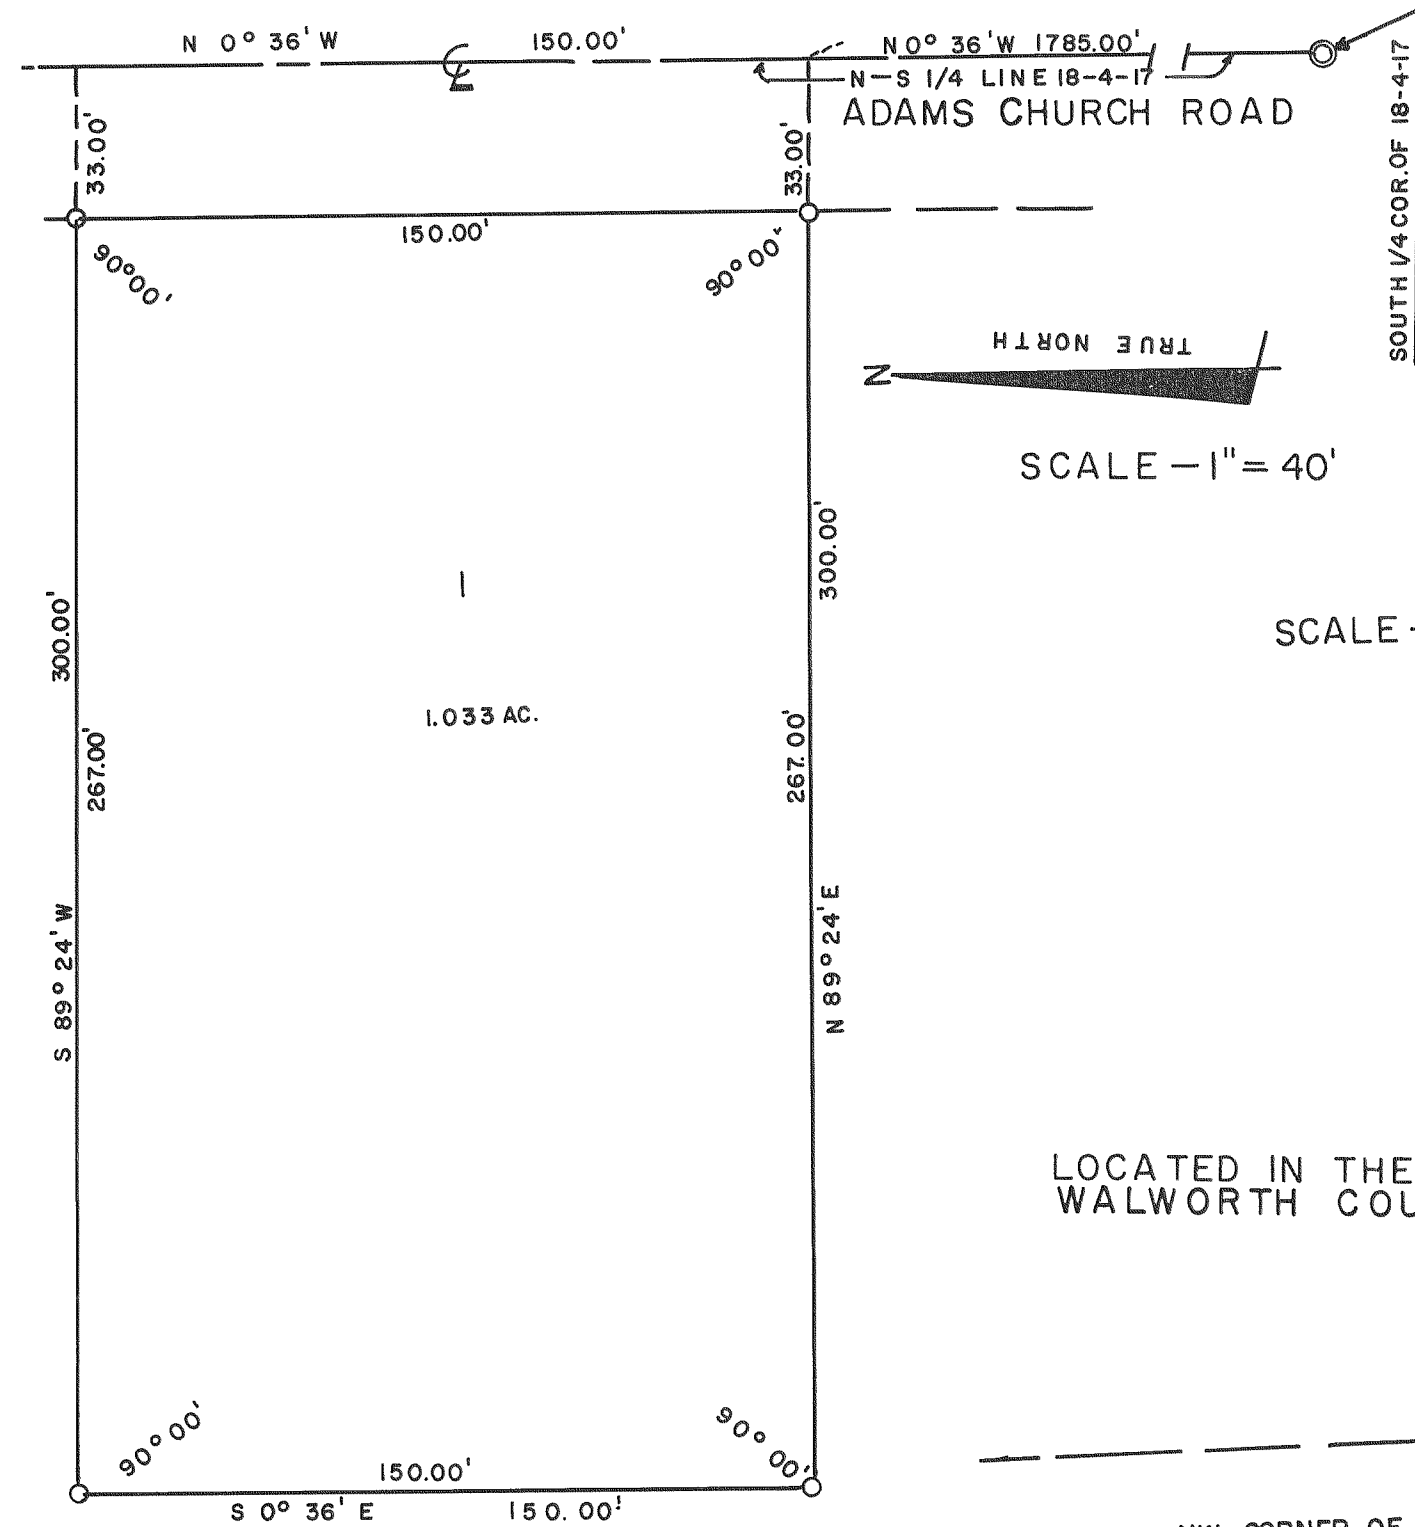 N 0° 36' W 150.00'
N 0° 36' W 1785.00'
N-S 1/4 LINE 18-4-17
ADAMS CHURCH ROAD
SOUTH 1/4 COR. OF 18-4-17
33.00'
33.00'
150.00'
90°00'
90°00'
TRUE NORTH
N
SCALE - 1" = 40'
300.00'
1
SCALE -
300.00'
1.033 AC.
267.00'
267.00'
S 89° 24' W
N 89° 24' E
LOCATED IN THE
WALWORTH COU
90° 00'
90° 00'
150.00'
S 0° 36' E 150.00'
CORNER OF